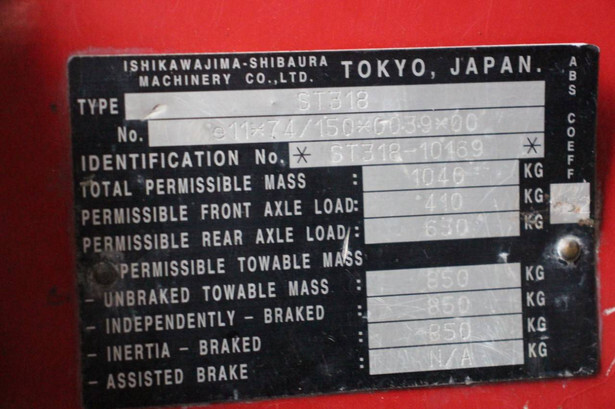 ISHIKAWAJIMA-SHIBAURA
MACHINERY CO.,LTD. TOKYO, JAPAN.
TYPE ST318
No. e11*74/150*0039*00
IDENTIFICATION No. * ST318-10169 *
TOTAL PERMISSIBLE MASS : 1040 KG
PERMISSIBLE FRONT AXLE LOAD: 410 KG
PERMISSIBLE REAR AXLE LOAD : 630 KG
PERMISSIBLE TOWABLE MASS
- UNBRAKED TOWABLE MASS : 850 KG
- INDEPENDENTLY - BRAKED : 850 KG
- INERTIA - BRAKED : 850 KG
- ASSISTED BRAKE : N/A KG
ABS COEFF